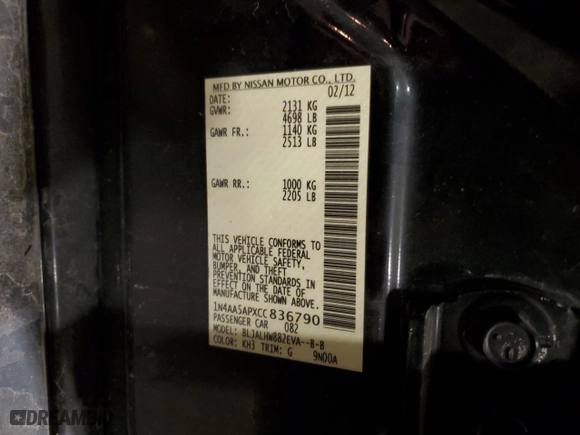 MFD BY NISSAN MOTOR CO., LTD.
DATE: 02/12
GVWR: 2131 KG
4698 LB
GAWR FR.: 1140 KG
2513 LB
GAWR RR.: 1000 KG
2205 LB
THIS VEHICLE CONFORMS TO
ALL APPLICABLE FEDERAL
MOTOR VEHICLE SAFETY,
BUMPER, AND THEFT
PREVENTION STANDARDS IN
EFFECT ON THE DATE OF
MANUFACTURE SHOWN ABOVE.
1N4AA5APXCC836790
PASSENGER CAR 082
MODEL: BLJALHW882EVA--B-B
COLOR: KH3 TRIM: G 9N00A
DREAMBID